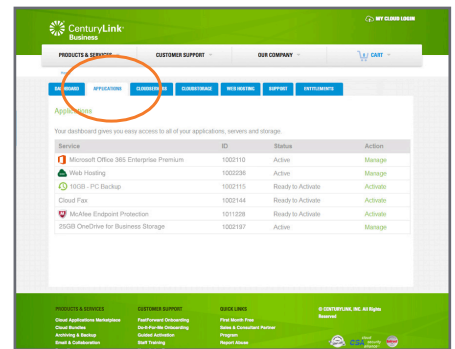 MY CLOUD LOGIN
CenturyLink
Business
PRODUCTS & SERVICES
CUSTOMER SUPPORT
OUR COMPANY
CART
DASHBOARD
APPLICATIONS
CLOUDSERVERS
CLOUDSTORAGE
WEB HOSTING
SUPPORT
ENTITLEMENTS
Applications
Your dashboard gives you easy access to all of your applications, servers and storage.
Service ID Status Action
Microsoft Office 365 Enterprise Premium 1002110 Active Manage
Web Hosting 1002238 Active Manage
16GB - PC Backup 1002115 Ready to Activate Activate
Cloud Fax 1002144 Ready to Activate Activate
McAfee Endpoint Protection 1011228 Ready to Activate Activate
25GB OneDrive for Business Storage 1002197 Active Manage
PRODUCTS & SERVICES
Cloud Applications Marketplace
Cloud Bundles
Archiving & Backup
Email & Collaboration
CUSTOMER SUPPORT
FastForward Onboarding
Do-It-For-Me Onboarding
Guided Activation
Staff Training
QUICK LINKS
First Month Free
Sales & Consultant Partner
Program
Report Abuse
© CENTURYLINK, INC. All Rights
Reserved
CSA cloud security alliance